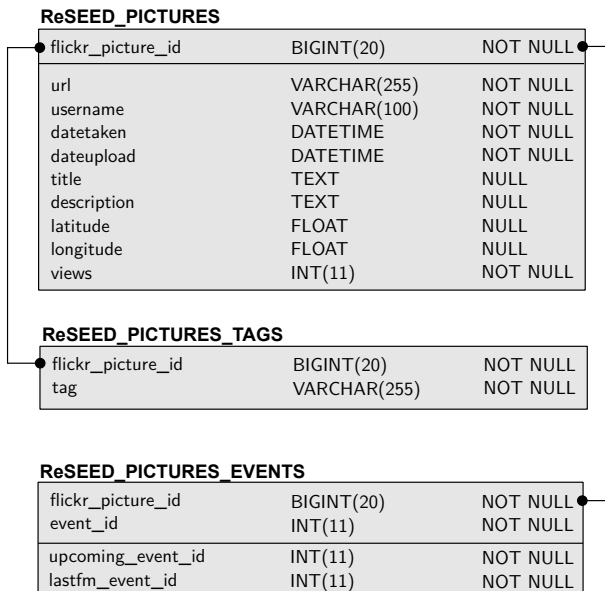 ReSEED_PICTURES
flickr_picture_id BIGINT(20) NOT NULL
url VARCHAR(255) NOT NULL
username VARCHAR(100) NOT NULL
datetaken DATETIME NOT NULL
dateupload DATETIME NOT NULL
title TEXT NULL
description TEXT NULL
latitude FLOAT NULL
longitude FLOAT NULL
views INT(11) NOT NULL
ReSEED_PICTURES_TAGS
flickr_picture_id BIGINT(20) NOT NULL
tag VARCHAR(255) NOT NULL
ReSEED_PICTURES_EVENTS
flickr_picture_id BIGINT(20) NOT NULL
event_id INT(11) NOT NULL
upcoming_event_id INT(11) NOT NULL
lastfm_event_id INT(11) NOT NULL